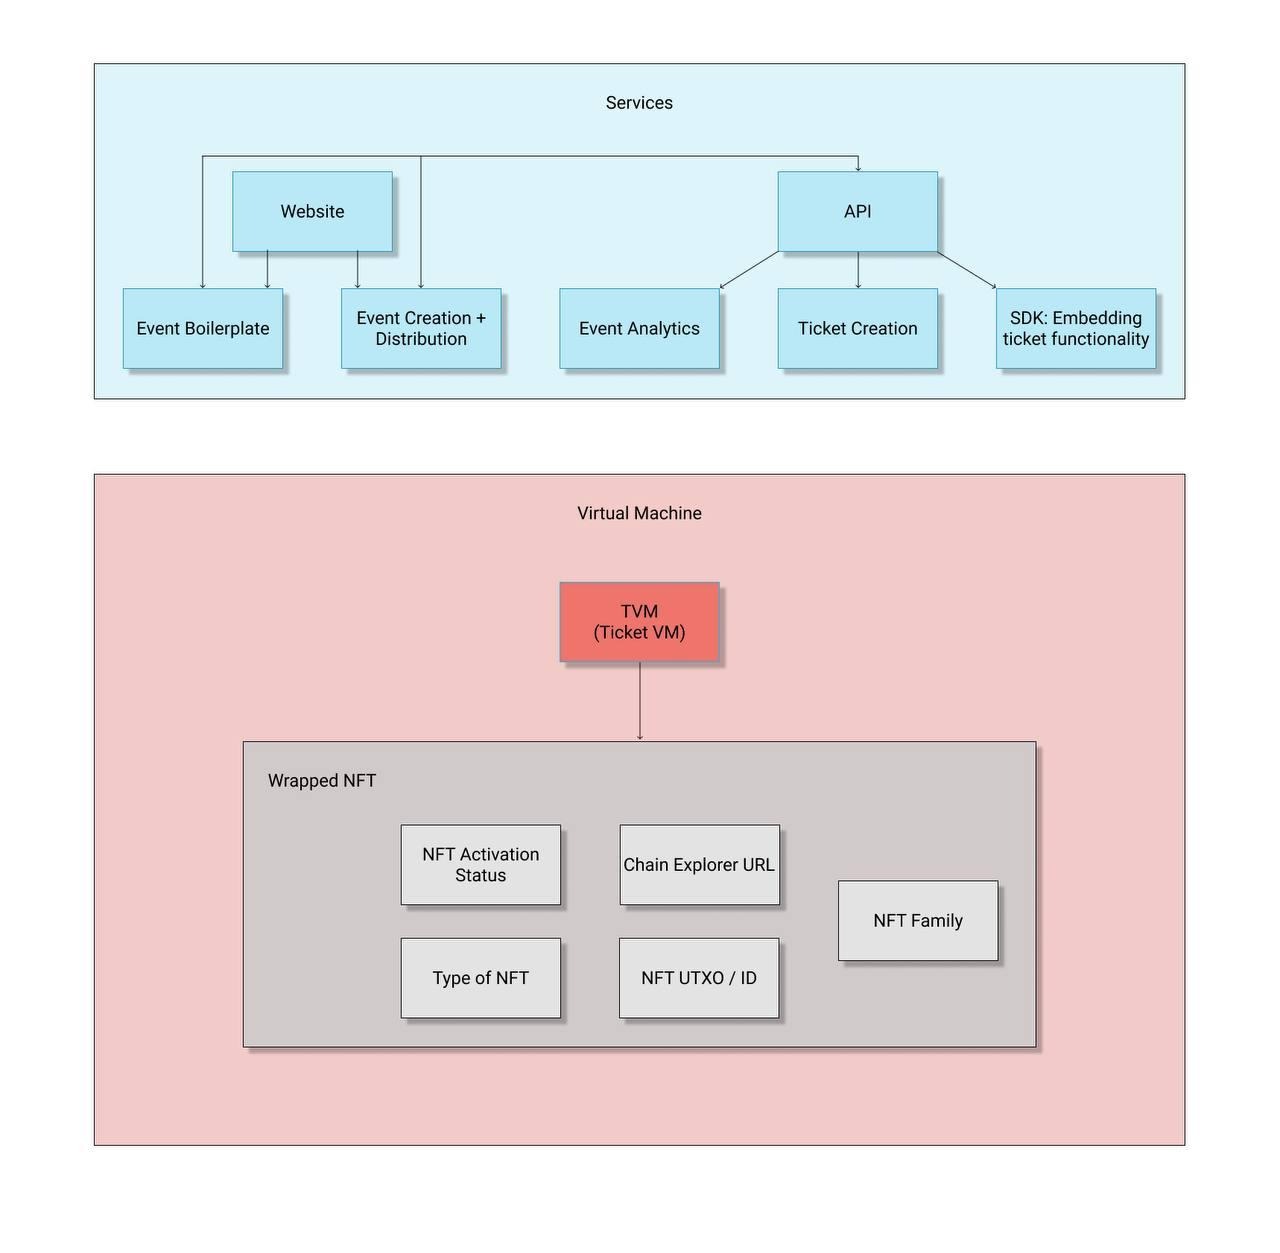 Services
Website
API
Event Boilerplate
Event Creation +
Distribution
Event Analytics
Ticket Creation
SDK: Embedding
ticket functionality
Virtual Machine
TVM
(Ticket VM)
Wrapped NFT
NFT Activation
Status
Chain Explorer URL
NFT Family
Type of NFT
NFT UTXO / ID